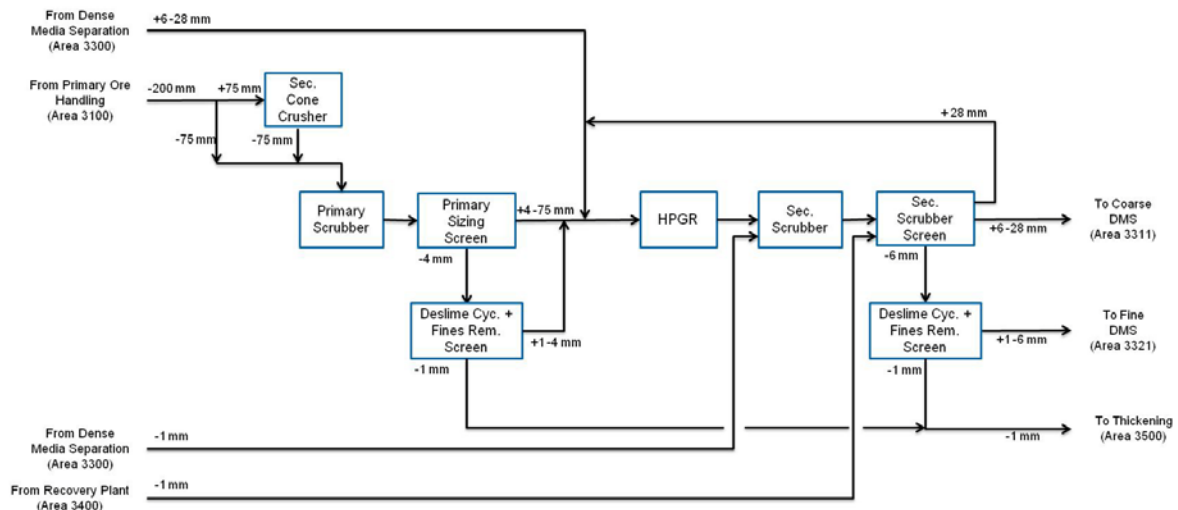 From Dense
Media Separation
(Area 3300)
+6 -28 mm
From Primary Ore
Handling
(Area 3100)
-200 mm
+75 mm
Sec.
Cone
Crusher
-75 mm
-75 mm
+28 mm
Primary
Scrubber
Primary
Sizing
Screen
+4 -75 mm
-4 mm
HPGR
Sec.
Scrubber
Sec.
Scrubber
Screen
+6-28 mm
-6 mm
To Coarse
DMS
(Area 3311)
Deslime Cyc. +
Fines Rem.
Screen
+1-4 mm
-1 mm
Deslime Cyc. +
Fines Rem.
Screen
+1-6 mm
-1 mm
To Fine
DMS
(Area 3321)
From Dense
Media Separation
(Area 3300)
-1 mm
-1 mm
To Thickening
(Area 3500)
From Recovery Plant
(Area 3400)
-1 mm